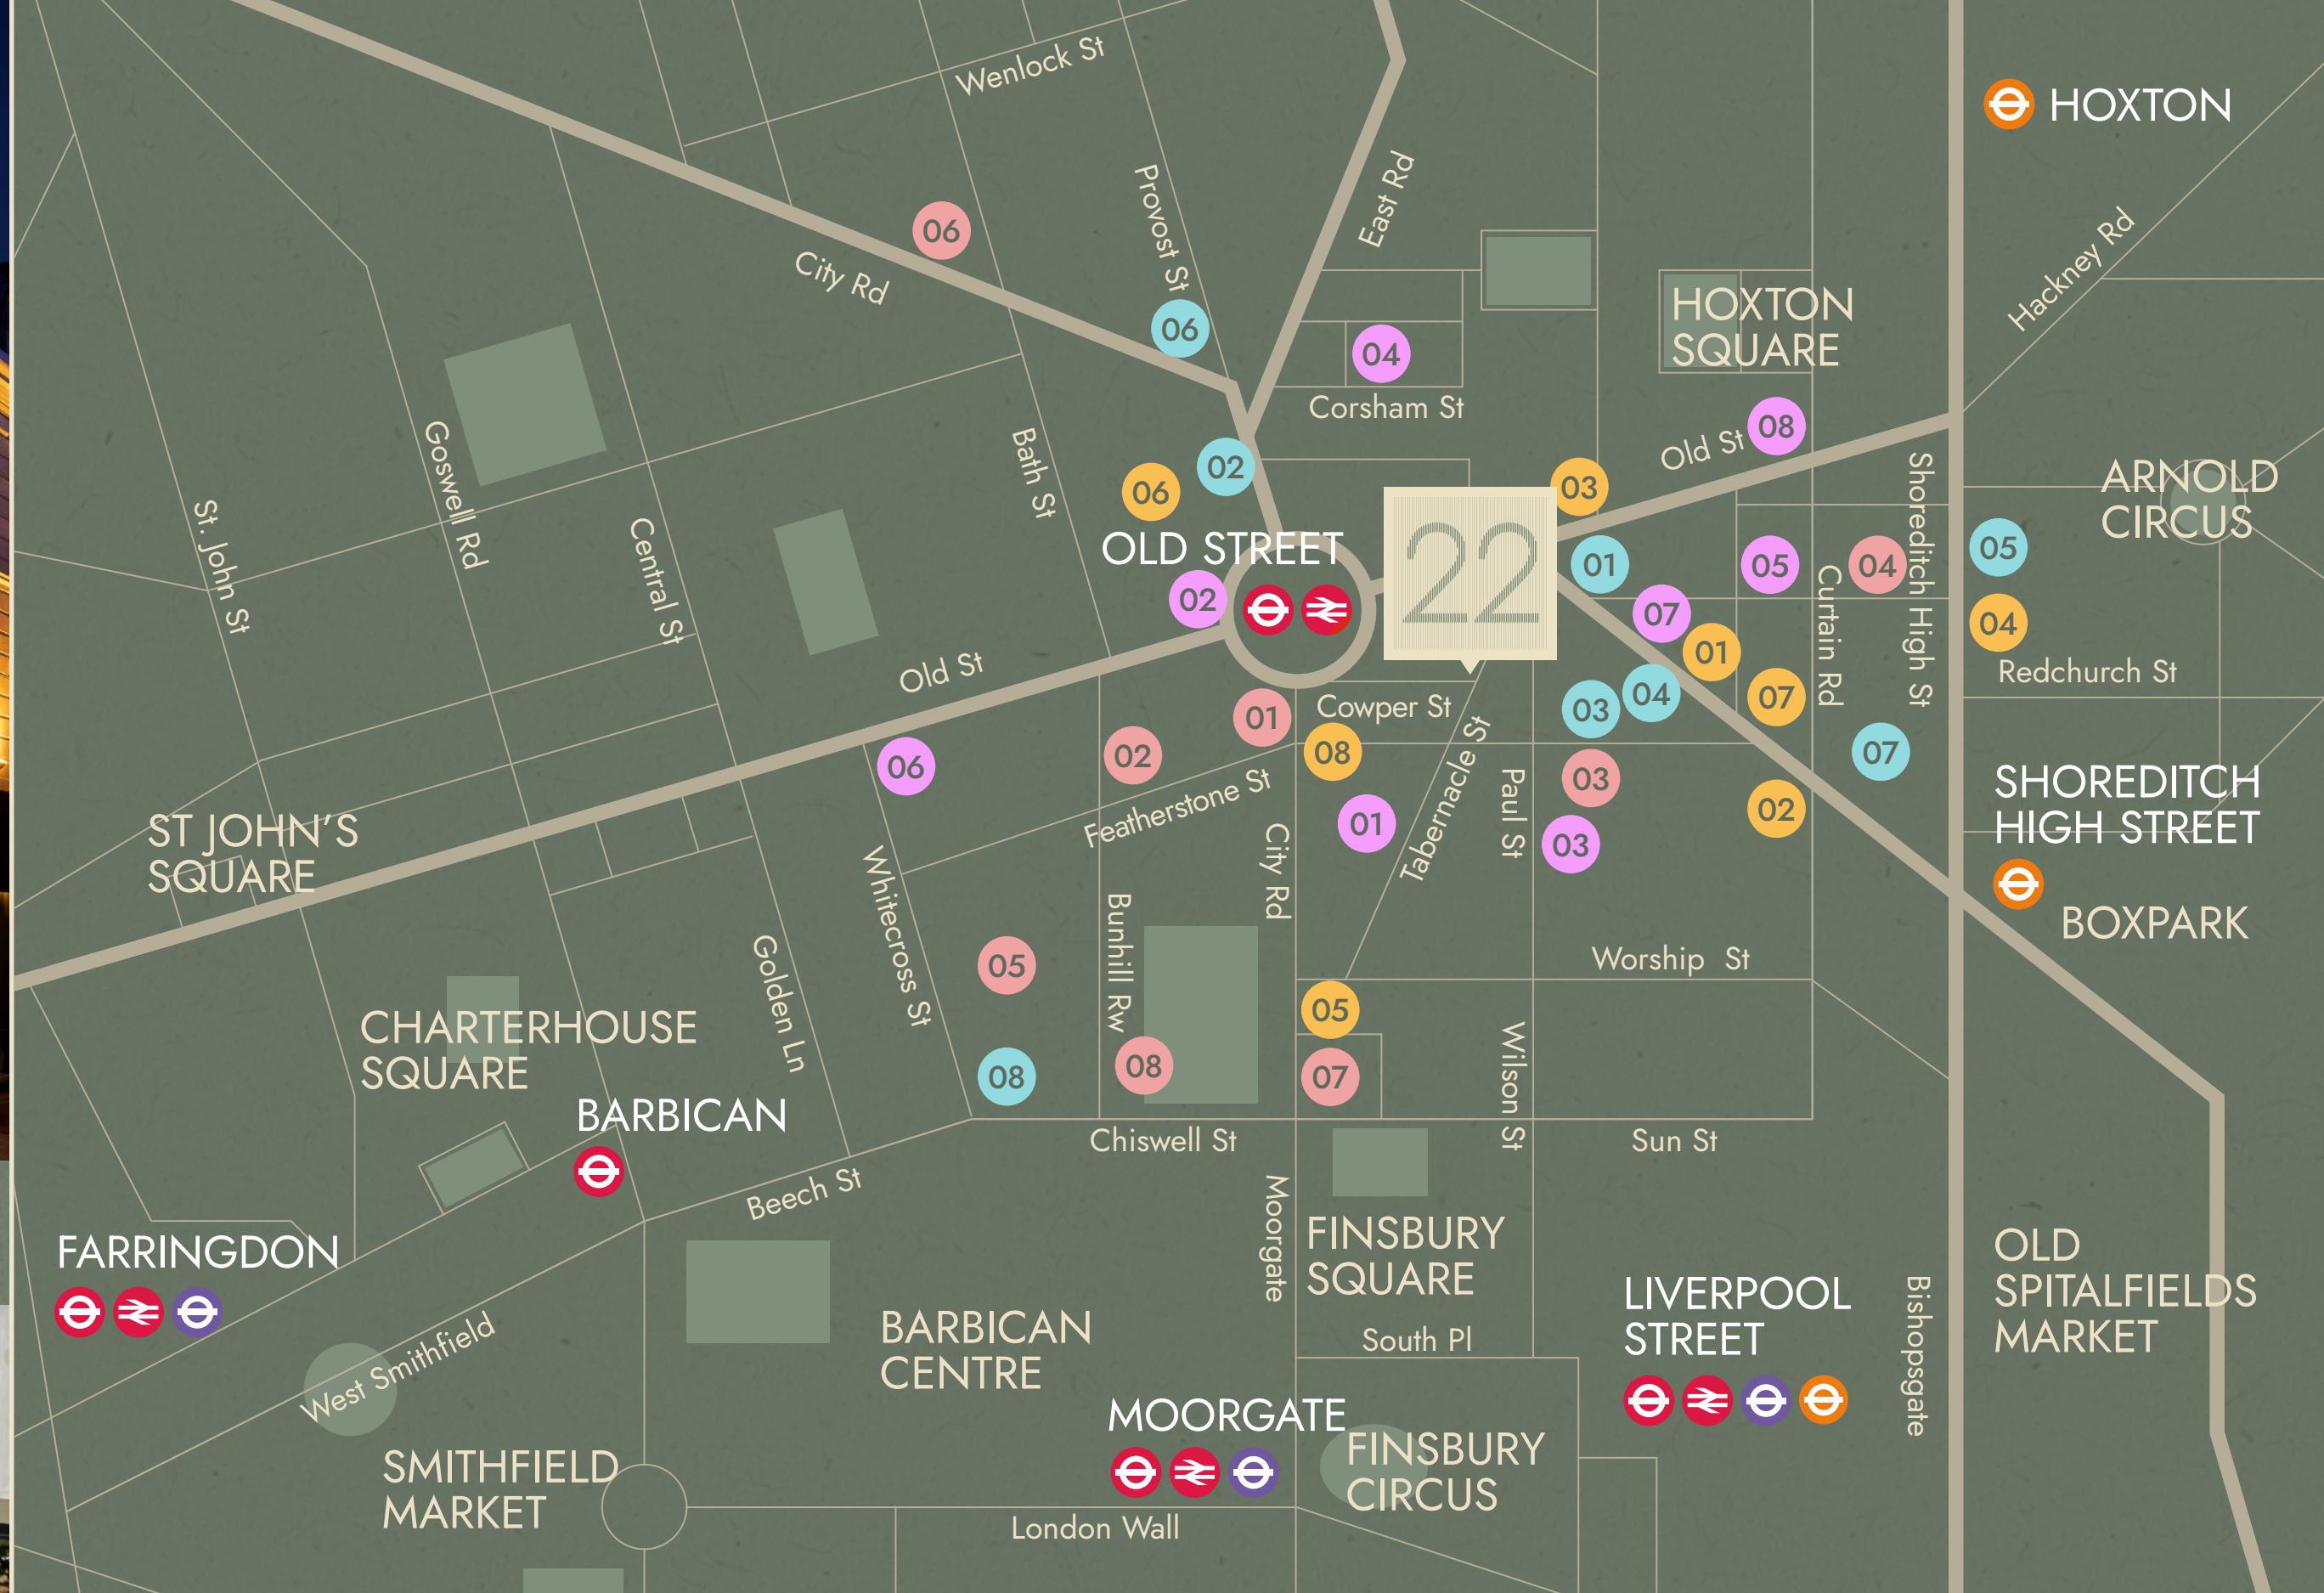 Wenlock St
HOXTON
Provost St
East Rd
06
City Rd
Hackney Rd
HOXTON
SQUARE
06
04
Corsham St
08
Old St
Goswell Rd
Bath St
02
06
03
Shoreditch High St
ARNOLD
CIRCUS
St. John St
Central St
OLD STREET
22
01
05
04
05
02
07
04
Curtain Rd
Old St
01
Redchurch St
03
04
07
01
Cowper St
02
08
Tabernacle St
07
06
03
Featherstone St
Paul St
SHOREDITCH
HIGH STREET
02
01
03
ST JOHN'S
SQUARE
City Rd
Whitecross St
BOXPARK
Bunhill Rw
Worship St
05
Golden Ln
05
CHARTERHOUSE
SQUARE
08
08
07
Wilson St
BARBICAN
Chiswell St
Sun St
Beech St
Moorgate
FARRINGDON
FINSBURY
SQUARE
OLD
SPITALFIELDS
MARKET
LIVERPOOL
STREET
Bishopsgate
West Smithfield
BARBICAN
CENTRE
South Pl
MOORGATE
FINSBURY
CIRCUS
SMITHFIELD
MARKET
London Wall